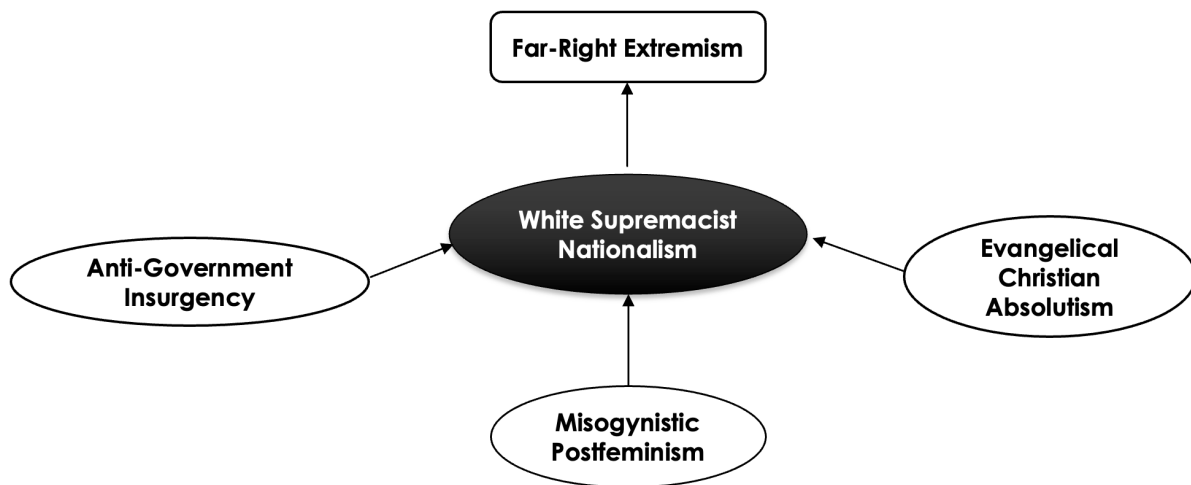 Far-Right Extremism
White Supremacist
Nationalism
Anti-Government
Insurgency
Evangelical
Christian
Absolutism
Misogynistic
Postfeminism